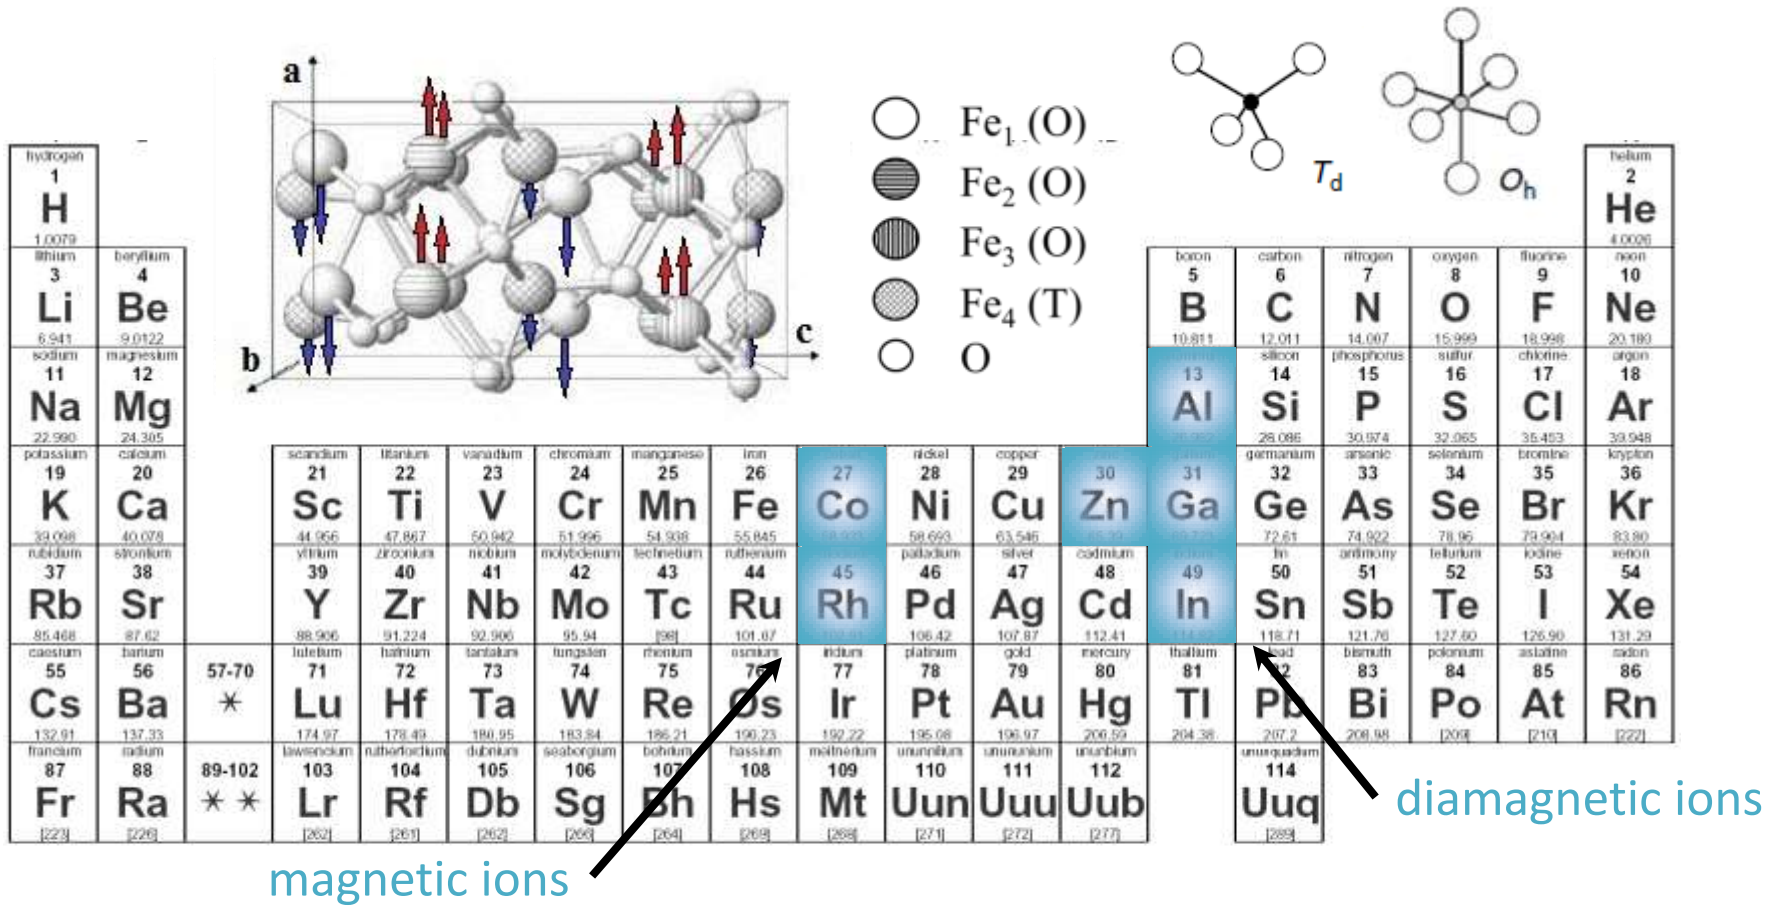 a
b
c
Fe₁ (O)
Fe₂ (O)
Fe₃ (O)
Fe₄ (T)
O
Td
Oh
hydrogen helium
1 2
H He
1.0079 4.0026
lithium beryllium boron carbon nitrogen oxygen fluorine neon
3 4 5 6 7 8 9 10
Li Be B C N O F Ne
6.941 9.0122 10.811 12.011 14.007 15.999 18.998 20.180
sodium magnesium silicon phosphorus sulfur chlorine argon
11 12 13 14 15 16 17 18
Na Mg Al Si P S Cl Ar
22.990 24.305 28.086 30.974 32.065 35.453 39.948
potassium calcium scandium titanium vanadium chromium manganese iron nickel copper germanium arsenic selenium bromine krypton
19 20 21 22 23 24 25 26 27 28 29 30 31 32 33 34 35 36
K Ca Sc Ti V Cr Mn Fe Co Ni Cu Zn Ga Ge As Se Br Kr
39.098 40.078 44.956 47.867 50.942 51.996 54.938 55.845 58.693 63.546 72.61 74.922 78.96 79.904 83.80
rubidium strontium yttrium zirconium niobium molybdenum technetium ruthenium palladium silver cadmium tin antimony tellurium iodine xenon
37 38 39 40 41 42 43 44 45 46 47 48 49 50 51 52 53 54
Rb Sr Y Zr Nb Mo Tc Ru Rh Pd Ag Cd In Sn Sb Te I Xe
85.468 87.62 88.906 91.224 92.906 95.94 [98] 101.07 106.42 107.87 112.41 118.71 121.76 127.60 126.90 131.29
caesium barium lutetium hafnium tantalum tungsten rhenium osmium iridium platinum gold mercury thallium lead bismuth polonium astatine radon
55 56 57-70 71 72 73 74 75 76 77 78 79 80 81 82 83 84 85 86
Cs Ba * Lu Hf Ta W Re Os Ir Pt Au Hg Tl Pb Bi Po At Rn
132.91 137.33 174.97 178.49 180.95 183.84 186.21 190.23 192.22 195.08 196.97 200.59 204.38 207.2 208.98 [209] [210] [222]
francium radium lawrencium rutherfordium dubnium seaborgium bohrium hassium meitnerium ununnilium unununium ununbium ununquadium
87 88 89-102 103 104 105 106 107 108 109 110 111 112 114
Fr Ra * * Lr Rf Db Sg Bh Hs Mt Uun Uuu Uub Uuq
[223] [226] [262] [261] [262] [266] [264] [269] [268] [271] [272] [277] [289]
diamagnetic ions
magnetic ions